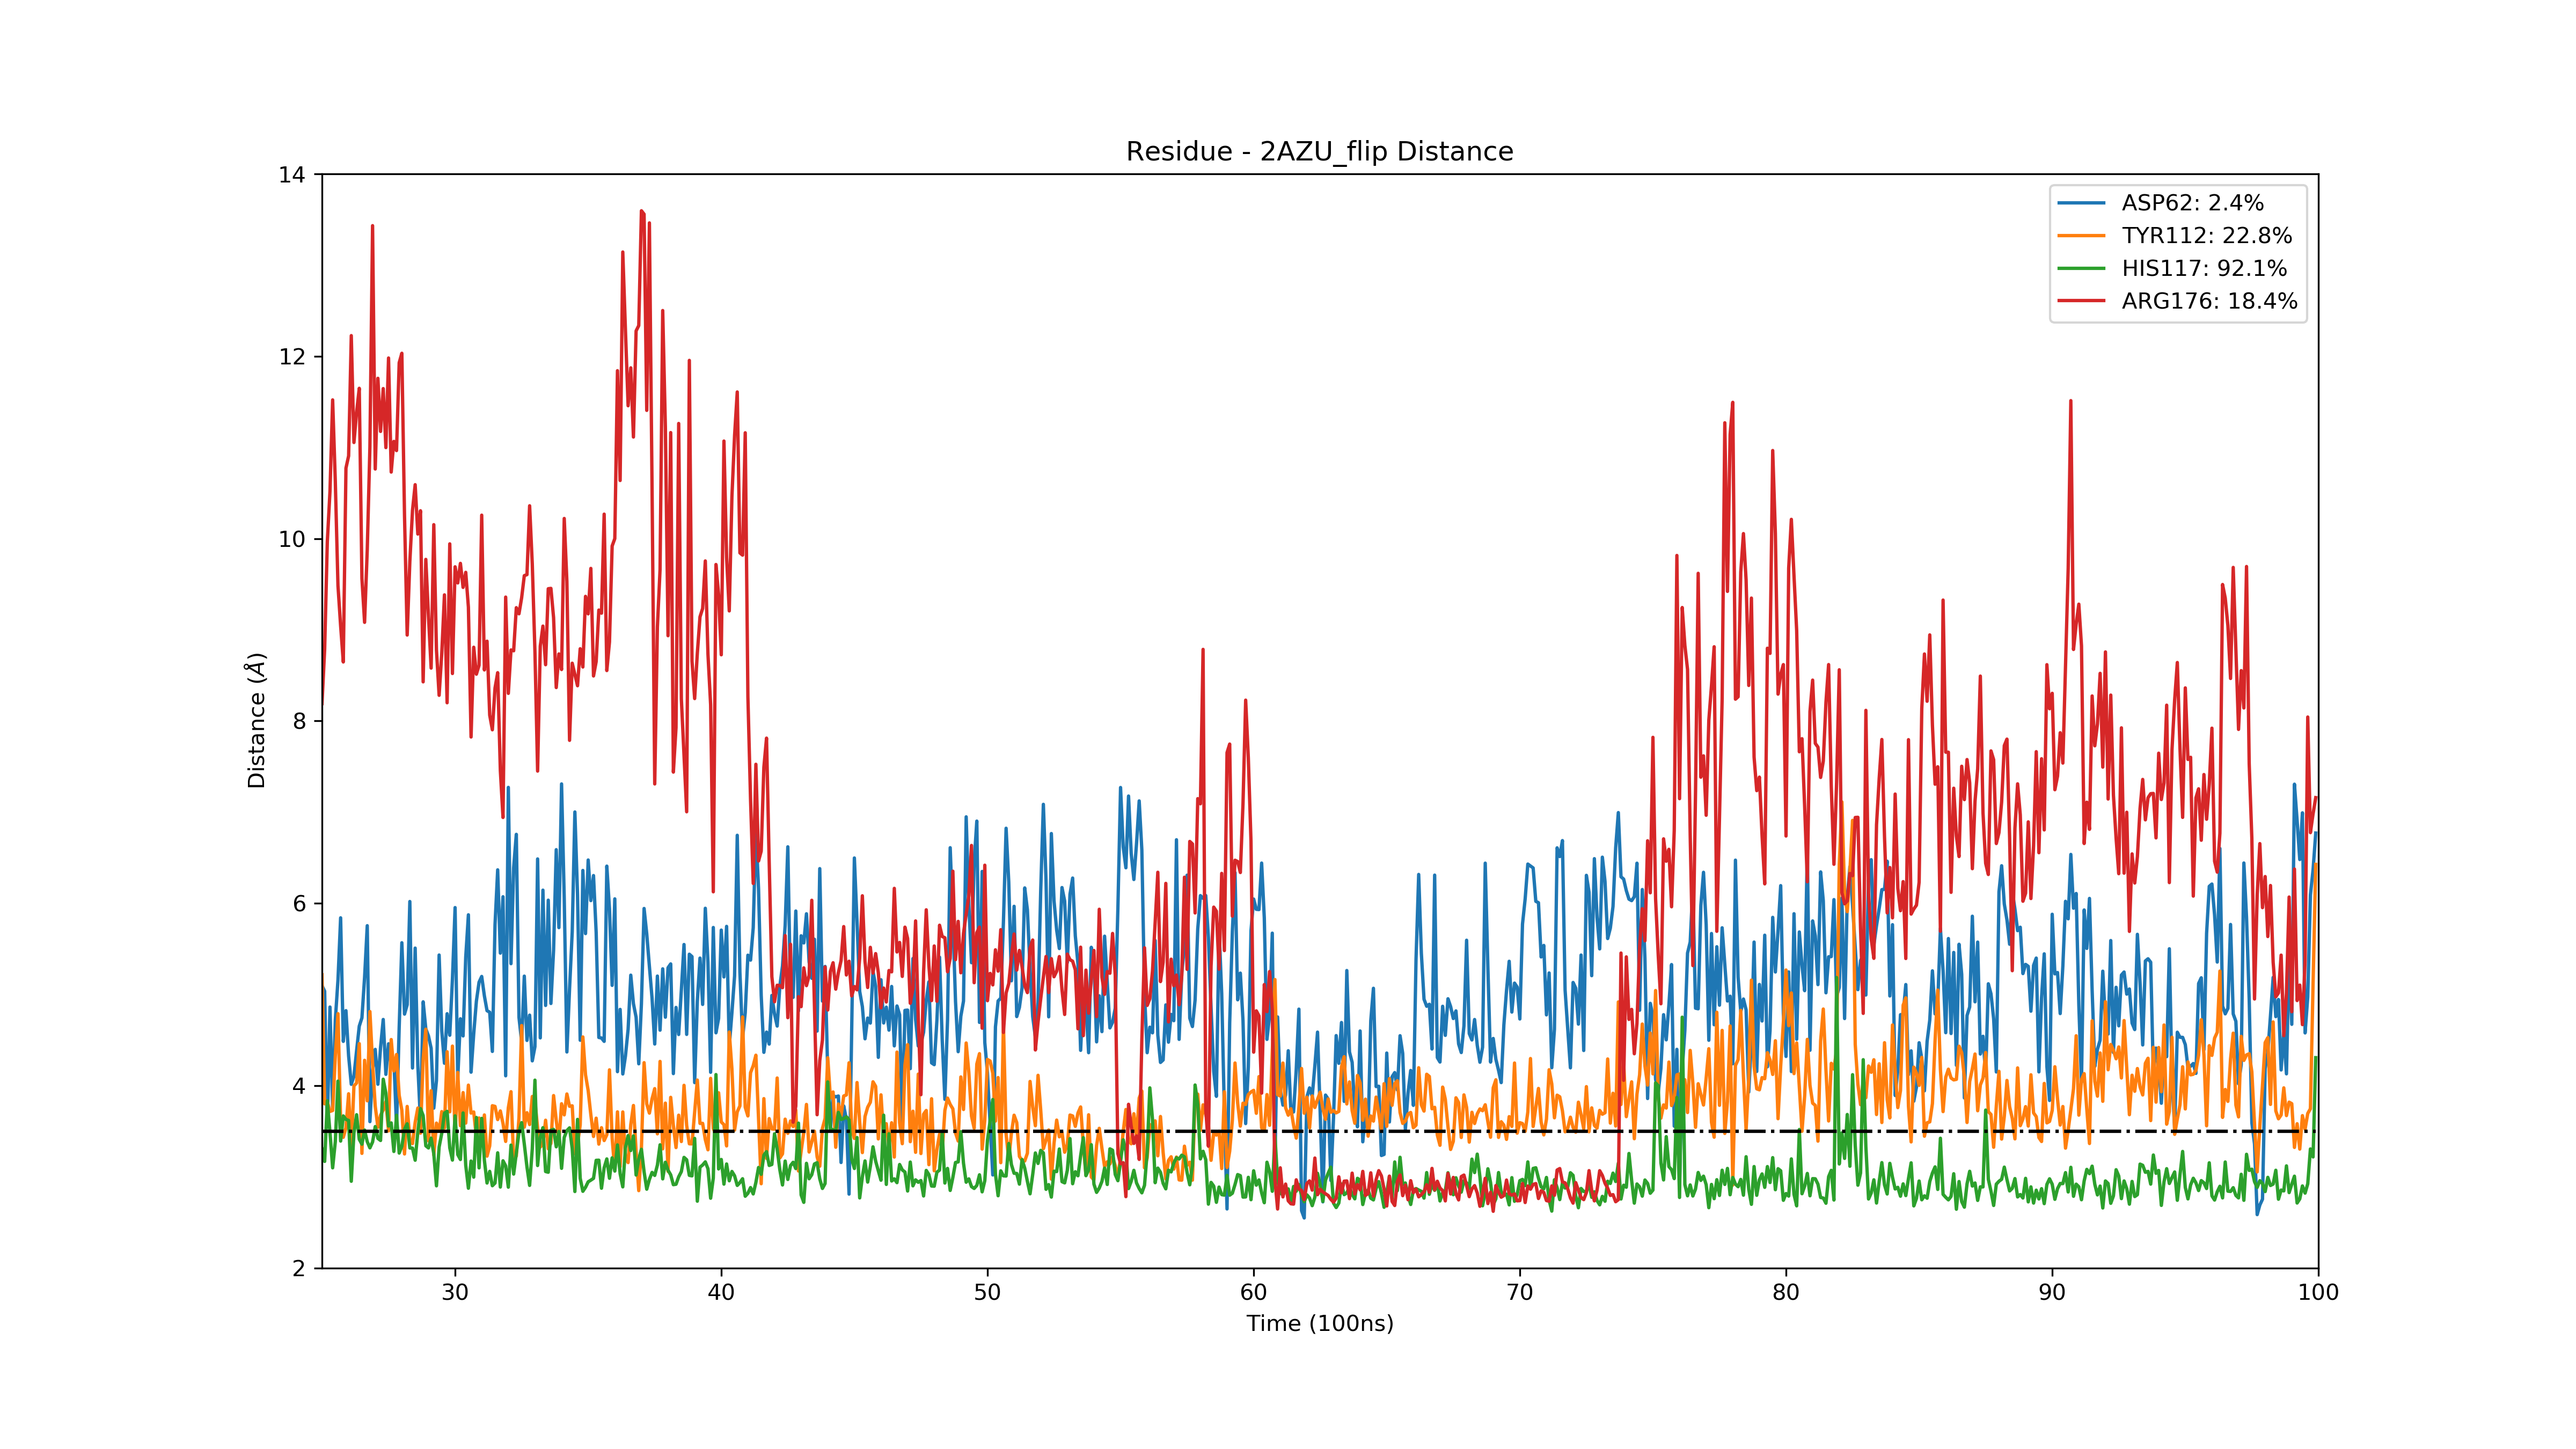 Residue - 2AZU_flip Distance
14
12
10
8
6
4
2
Distance (Å)
ASP62: 2.4%
TYR112: 22.8%
HIS117: 92.1%
ARG176: 18.4%
30 40 50 60 70 80 90 100
Time (100ns)